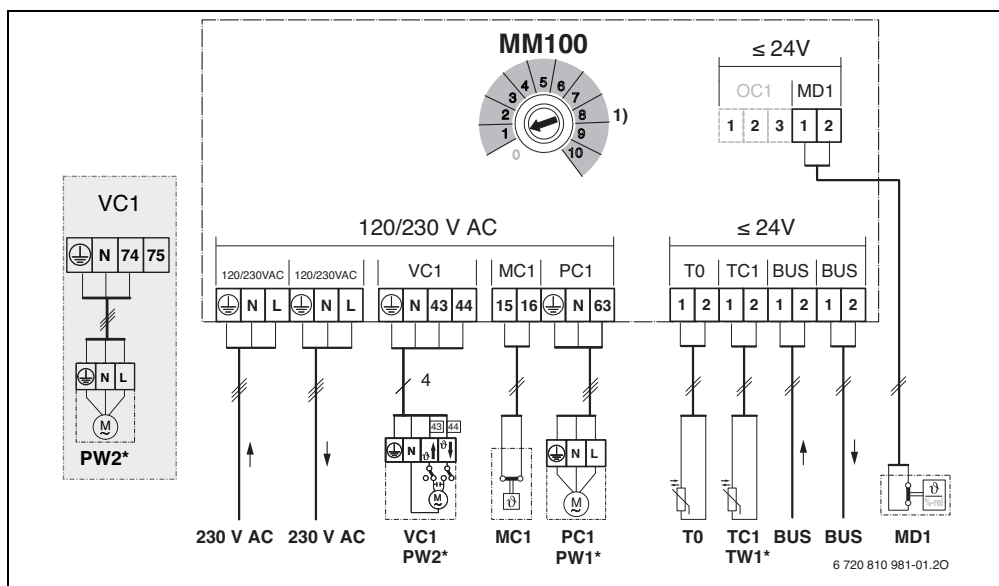 MM100
0 1 2 3 4 5 6 7 8 9 10
1)
≤ 24V
OC1 MD1
1 2 3 1 2
VC1
N 74 75
N L
M
~
PW2*
120/230 V AC
≤ 24V
120/230VAC 120/230VAC VC1 MC1 PC1 T0 TC1 BUS BUS
N L N L N 43 44 15 16 N 63 1 2 1 2 1 2 1 2
4
43 44
N ϑ ϑ
M
~
ϑ
N L
M
~
ϑ
%-rel
230 V AC 230 V AC VC1 MC1 PC1 T0 TC1 BUS BUS MD1
PW2* PW1* TW1*
6 720 810 981-01.2O